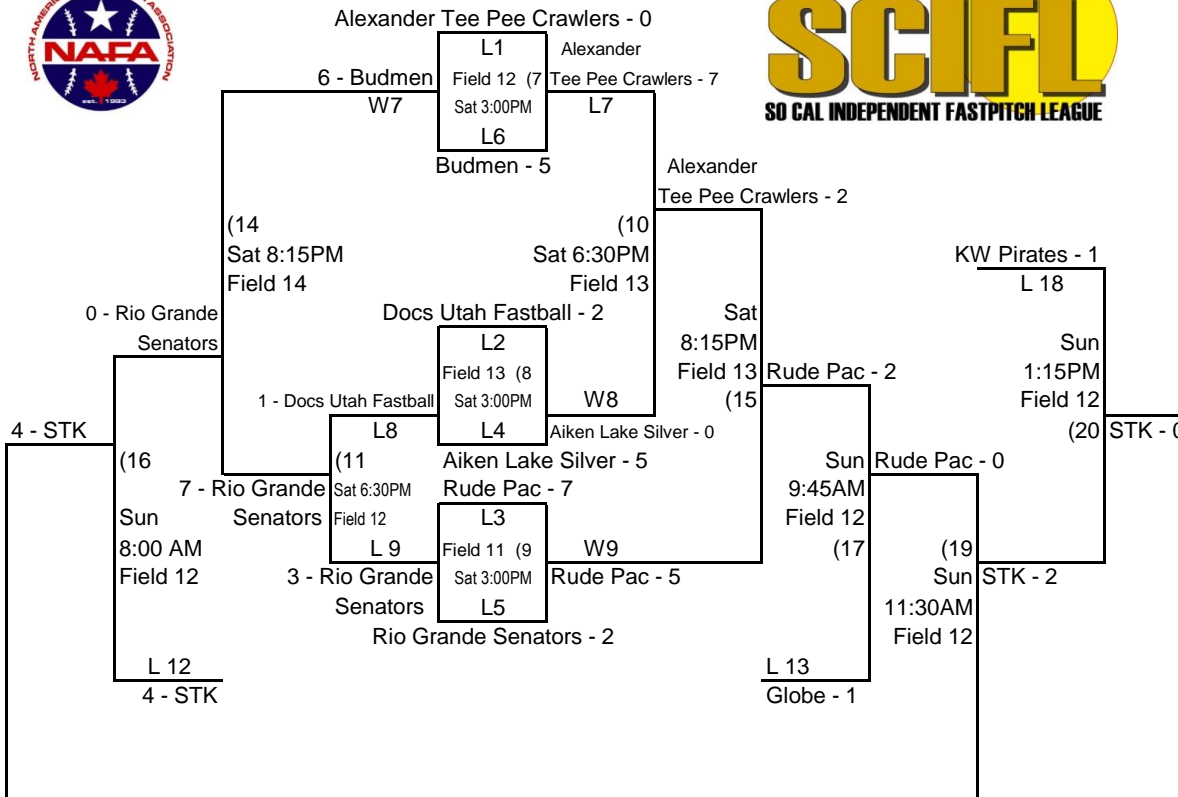 Alexander Tee Pee Crawlers - 0
NAFA
est. 1993
SCIFL
SO CAL INDEPENDENT FASTPITCH LEAGUE
L1
Alexander
6 - Budmen
Field 12 (7
Tee Pee Crawlers - 7
W7
Sat 3:00PM
L7
L6
Budmen - 5
Alexander
Tee Pee Crawlers - 2
(14
Sat 8:15PM
Field 14
(10
Sat 6:30PM
Field 13
KW Pirates - 1
L 18
0 - Rio Grande
Senators
Docs Utah Fastball - 2
L2
Field 13 (8
Sat 3:00PM
L4
Aiken Lake Silver - 5
1 - Docs Utah Fastball
L8
W8
Aiken Lake Silver - 0
Sat
8:15PM
Field 13
(15
Rude Pac - 2
Sun
1:15PM
Field 12
(20
STK - 0
4 - STK
(16
Sun
8:00 AM
Field 12
7 - Rio Grande
Senators
(11
Sat 6:30PM
Field 12
L 9
3 - Rio Grande
Senators
Rude Pac - 7
L3
Field 11 (9
Sat 3:00PM
L5
Rio Grande Senators - 2
W9
Rude Pac - 5
Sun
9:45AM
Field 12
(17
Rude Pac - 0
(19
Sun
11:30AM
Field 12
STK - 2
L 12
4 - STK
L 13
Globe - 1